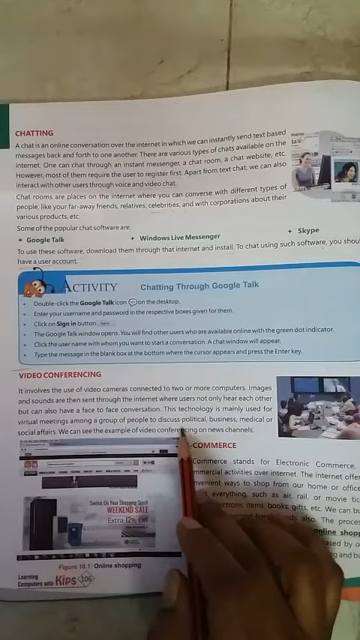 CHATTING
A chat is an online conversation over the internet in which we can instantly send text based
messages back and forth to one another. There are various types of chats available on the
internet. One can chat through an instant messenger, a chat room, a chat website, etc.
However, most of them require the user to register first. Apart from text chat, we can also
interact with other users through voice and video chat.
Chat rooms are places where you can converse with different types of
people; like your far-away friends, relatives, celebrities, and with corporations about their
various products, etc.
Some of the popular chat software are:
Google Talk
Windows Live Messenger
Skype
To use these software, download them through that internet and install. To chat using such software, you shou
have a user account.
ACTIVITY Chatting Through Google Talk
Double-click the Google Talk icon on the desktop.
Enter your username and password in the respective boxes given for them.
Click on Sign in button
The Google Talk window opens. You will find other users who are available online with the green dot indicator.
Click the user name with whom you want to start a conversation. A chat window will appear.
Type the message in the blank box at the bottom where the cursor appears and press the Enter key.
VIDEO CONFERENCING
It involves the use of video cameras connected to two or more computers. Images
and sounds are then sent through the internet where users not only hear each other
but can also have a face to face conversation. This technology is mainly used for
virtual meetings among a group of people to discuss political, business, medical or
social affairs. We can see the example of video conferencing on news channels.
COMMERCE
Commerce stands for Electronic Commerce,
mmercial activities over internet. The internet offer
nvenient ways to shop from our home or office
everything, such as air, rail, or movie tic
ectronic items, books, gifts, etc. We can bu
also. The proces
online shop
ased by o
ng and bu
Switch On Your Shopping Spirit
WEEKEND SALE
Extra 12% Off
Figure 10.1 Online shopping
Learning
Computers with Kips 106